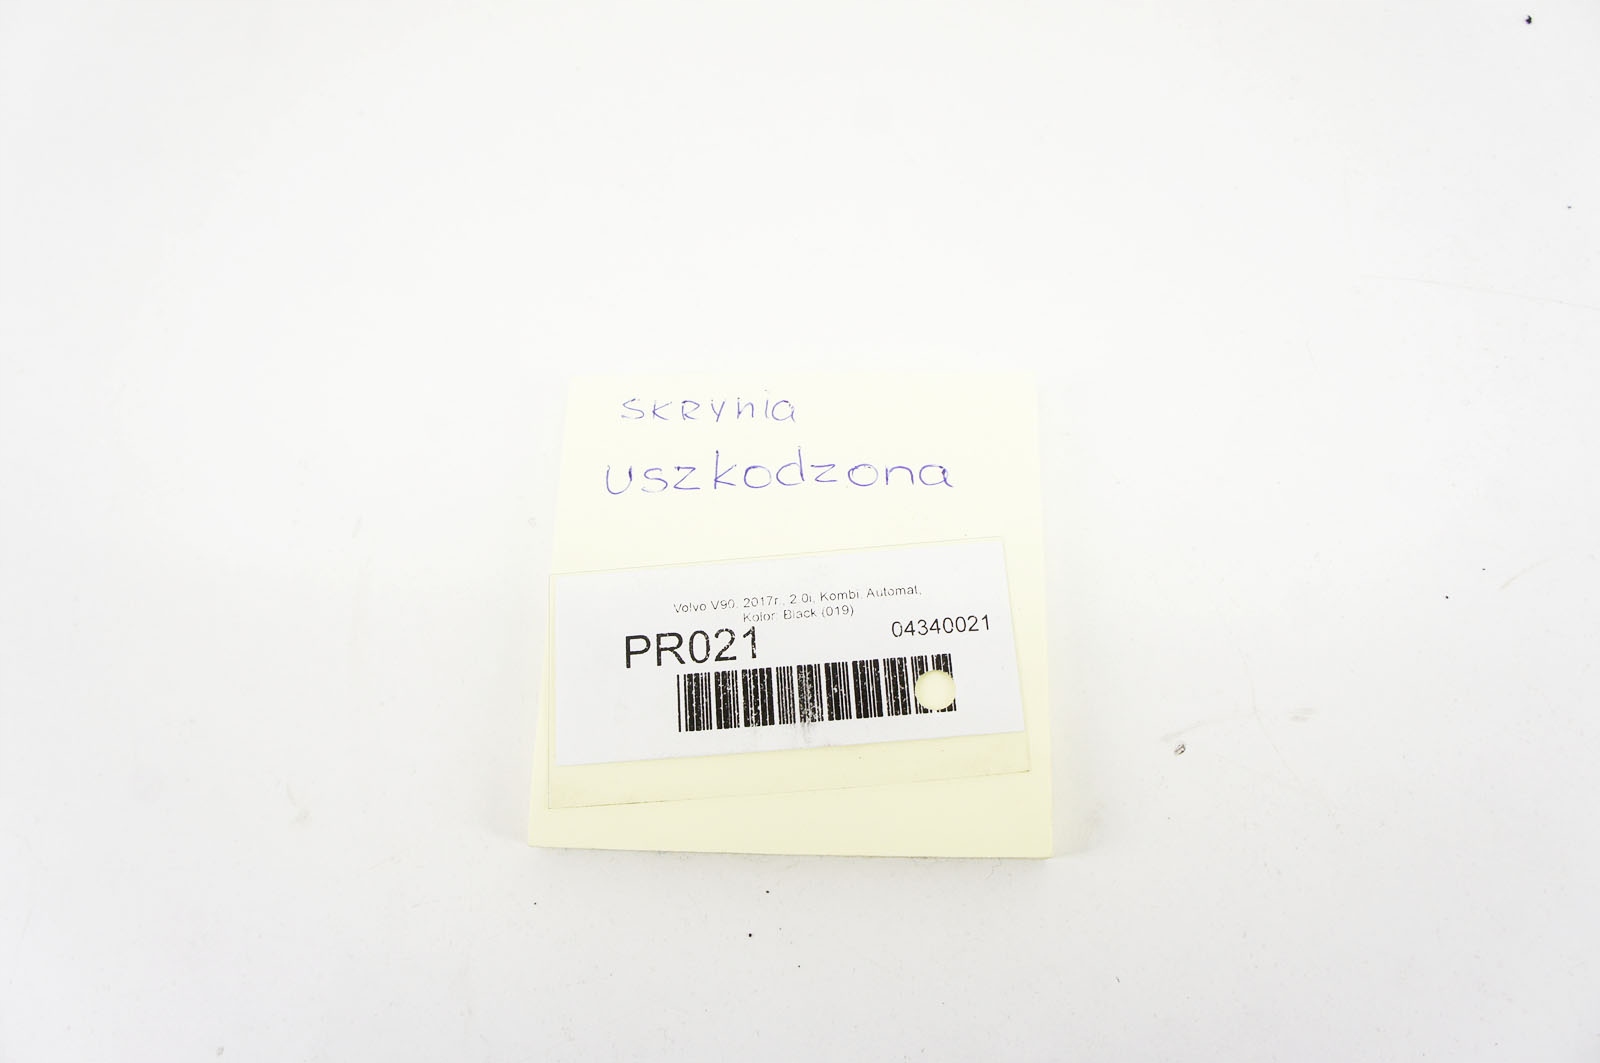 SKRYNIA
USZKODZONA
Volvo V90, 2017r., 2.0i, Kombi, Automat,
Kolor: Black (019)
PR021
04340021